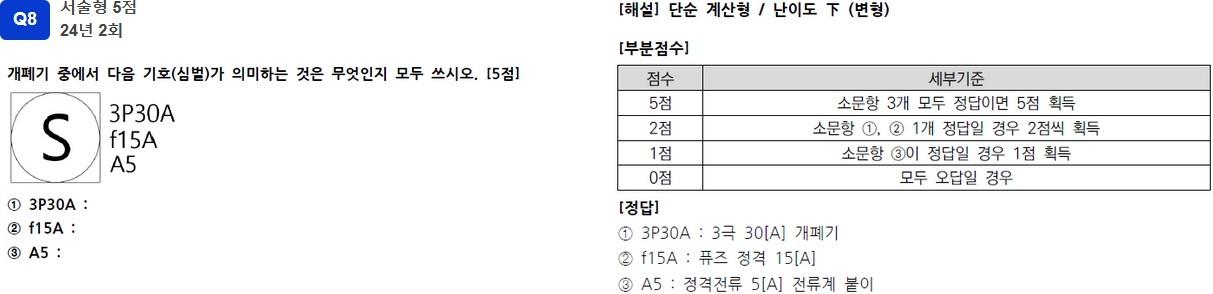 Q8
서술형 5점
24년 2회
개폐기 중에서 다음 기호(심벌)가 의미하는 것은 무엇인지 모두 쓰시오. [5점]
S
3P30A
f15A
A5
① 3P30A :
② f15A :
③ A5 :
[해설] 단순 계산형 / 난이도 下 (변형)
[부분점수]
점수 세부기준
5점 소문항 3개 모두 정답이면 5점 획득
2점 소문항 ①, ② 1개 정답일 경우 2점씩 획득
1점 소문항 ③이 정답일 경우 1점 획득
0점 모두 오답일 경우
[정답]
① 3P30A : 3극 30[A] 개폐기
② f15A : 퓨즈 정격 15[A]
③ A5 : 정격전류 5[A] 전류계 붙이